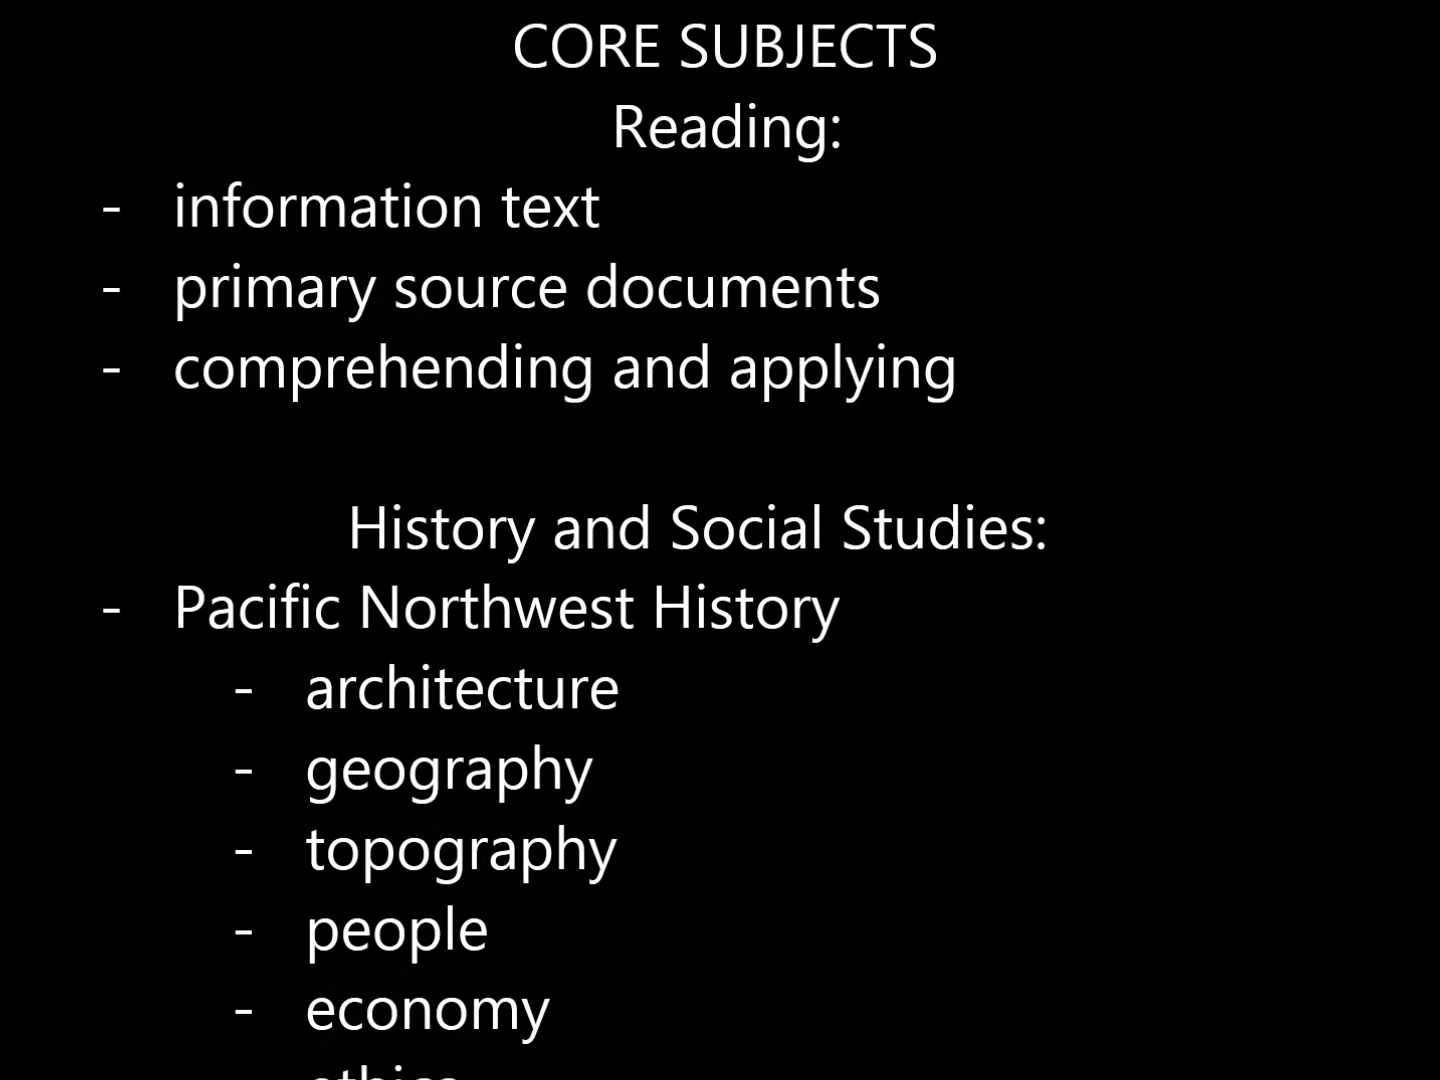 CORE SUBJECTS
Reading:
- information text
- primary source documents
- comprehending and applying
History and Social Studies:
- Pacific Northwest History
- architecture
- geography
- topography
- people
- economy
ethics